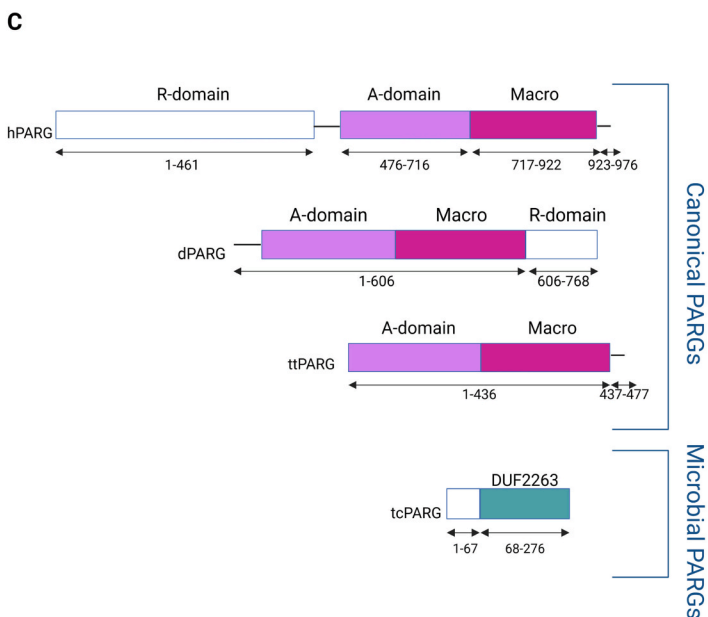 C
R-domain
A-domain
Macro
hPARG
1-461
476-716
717-922
923-976
A-domain
Macro
R-domain
dPARG
1-606
606-768
A-domain
Macro
ttPARG
1-436
437-477
Canonical PARGs
DUF2263
tcPARG
1-67
68-276
Microbial PARGs